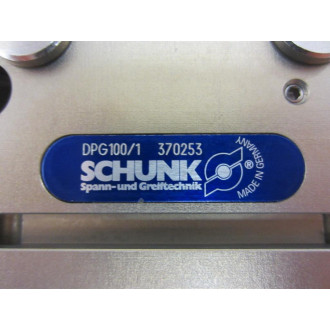 DPG100/1 370253
SCHUNK ®
Spann-und Greiftechnik
MADE IN GERMANY